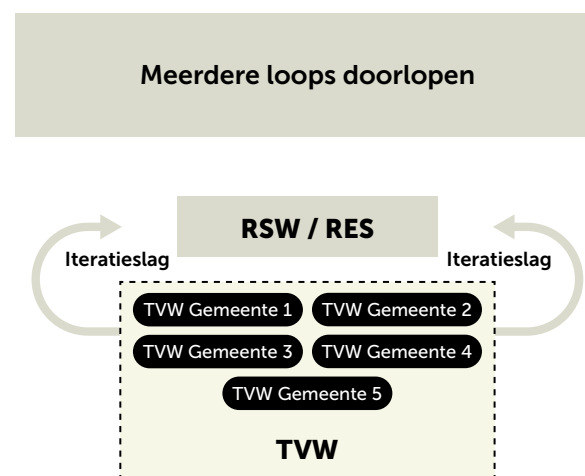 Meerdere loops doorlopen
RSW / RES
Iteratieslag
Iteratieslag
TVW Gemeente 1
TVW Gemeente 2
TVW Gemeente 3
TVW Gemeente 4
TVW Gemeente 5
TVW